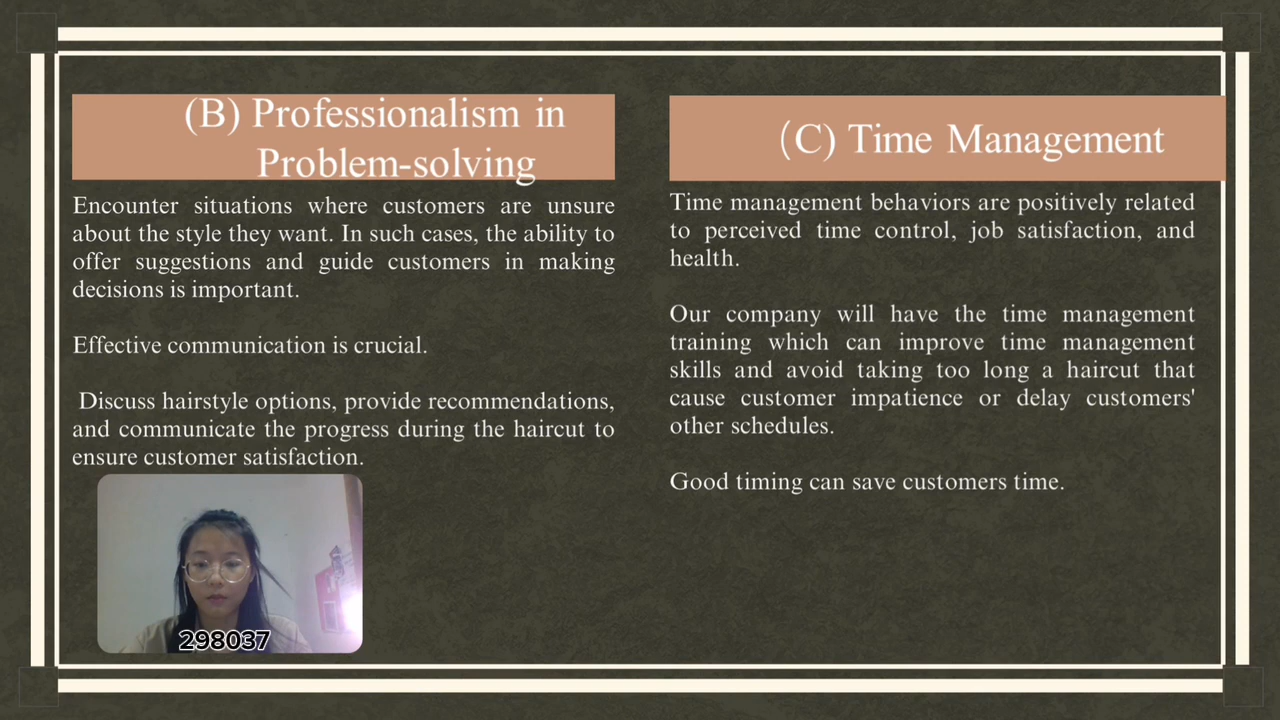 (B) Professionalism in
Problem-solving
Encounter situations where customers are unsure
about the style they want. In such cases, the ability to
offer suggestions and guide customers in making
decisions is important.
Effective communication is crucial.
Discuss hairstyle options, provide recommendations,
and communicate the progress during the haircut to
ensure customer satisfaction.
298037
(C) Time Management
Time management behaviors are positively related
to perceived time control, job satisfaction, and
health.
Our company will have the time management
training which can improve time management
skills and avoid taking too long a haircut that
cause customer impatience or delay customers'
other schedules.
Good timing can save customers time.